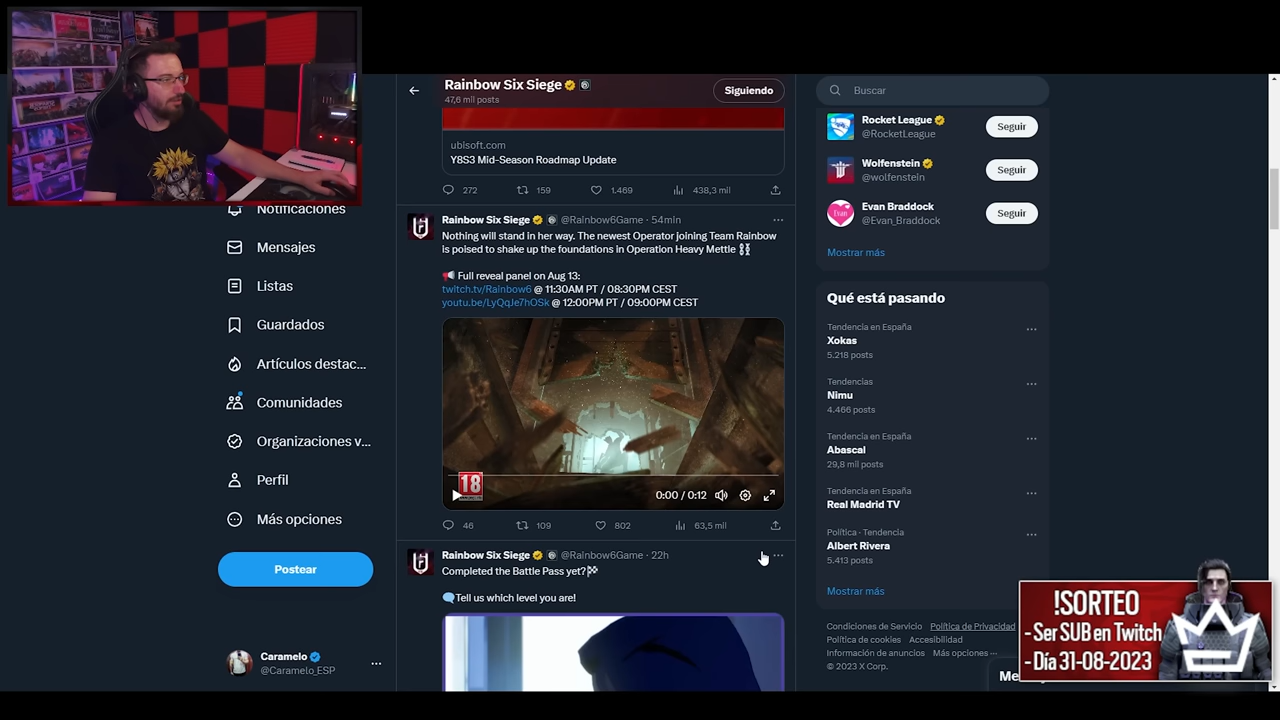 Rainbow Six Siege
47,6 mil posts
Siguiendo
ubisoft.com
Y8S3 Mid-Season Roadmap Update
272
159
1.469
438,3 mil
Rainbow Six Siege @Rainbow6Game · 54min
Nothing will stand in her way. The newest Operator joining Team Rainbow
is poised to shake up the foundations in Operation Heavy Mettle
Full reveal panel on Aug 13:
twitch.tv/Rainbow6 @ 11:30AM PT / 08:30PM CEST
youtu.be/LyQqJe7hOSk @ 12:00PM PT / 09:00PM CEST
18
0:00 / 0:12
46
109
802
63,5 mil
Rainbow Six Siege @Rainbow6Game · 22h
Completed the Battle Pass yet?
Tell us which level you are!
Notificaciones
Mensajes
Listas
Guardados
Artículos destac...
Comunidades
Organizaciones v...
Perfil
Más opciones
Postear
Caramelo
@Caramelo_ESP
Buscar
Rocket League
@RocketLeague
Seguir
Wolfenstein
@wolfenstein
Seguir
Evan Braddock
@Evan_Braddock
Seguir
Mostrar más
Qué está pasando
Tendencia en España
Xokas
5.218 posts
Tendencias
Nimu
4.466 posts
Tendencia en España
Abascal
29,8 mil posts
Tendencia en España
Real Madrid TV
Política · Tendencia
Albert Rivera
5.413 posts
Mostrar más
Condiciones de Servicio Política de Privacidad
Política de cookies Accesibilidad
Información de anuncios Más opciones ···
© 2023 X Corp.
!SORTEO
- Ser SUB en Twitch
- Día 31-08-2023